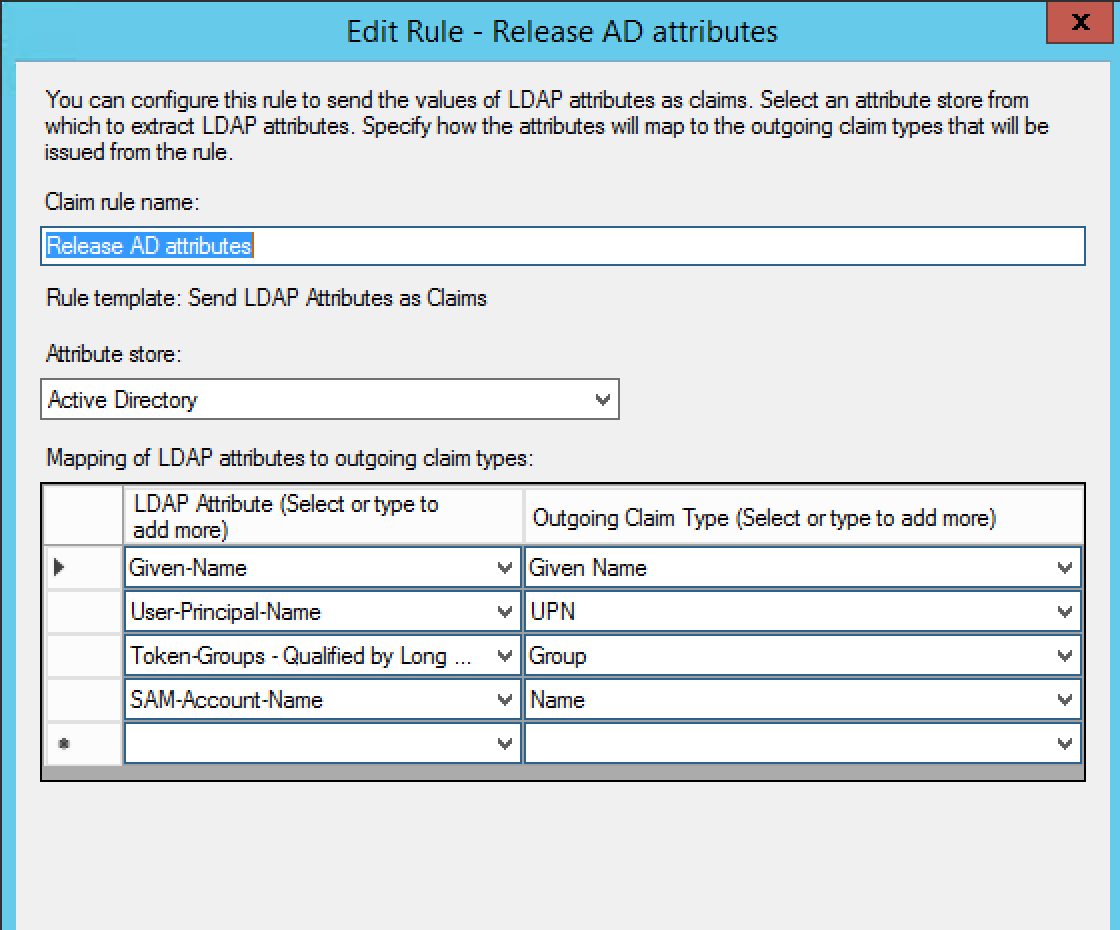 Edit Rule - Release AD attributes
X
You can configure this rule to send the values of LDAP attributes as claims. Select an attribute store from
which to extract LDAP attributes. Specify how the attributes will map to the outgoing claim types that will be
issued from the rule.
Claim rule name:
Release AD attributes
Rule template: Send LDAP Attributes as Claims
Attribute store:
Active Directory
Mapping of LDAP attributes to outgoing claim types:
LDAP Attribute (Select or type to
add more)
Outgoing Claim Type (Select or type to add more)
Given-Name
Given Name
User-Principal-Name
UPN
Token-Groups - Qualified by Long ...
Group
SAM-Account-Name
Name